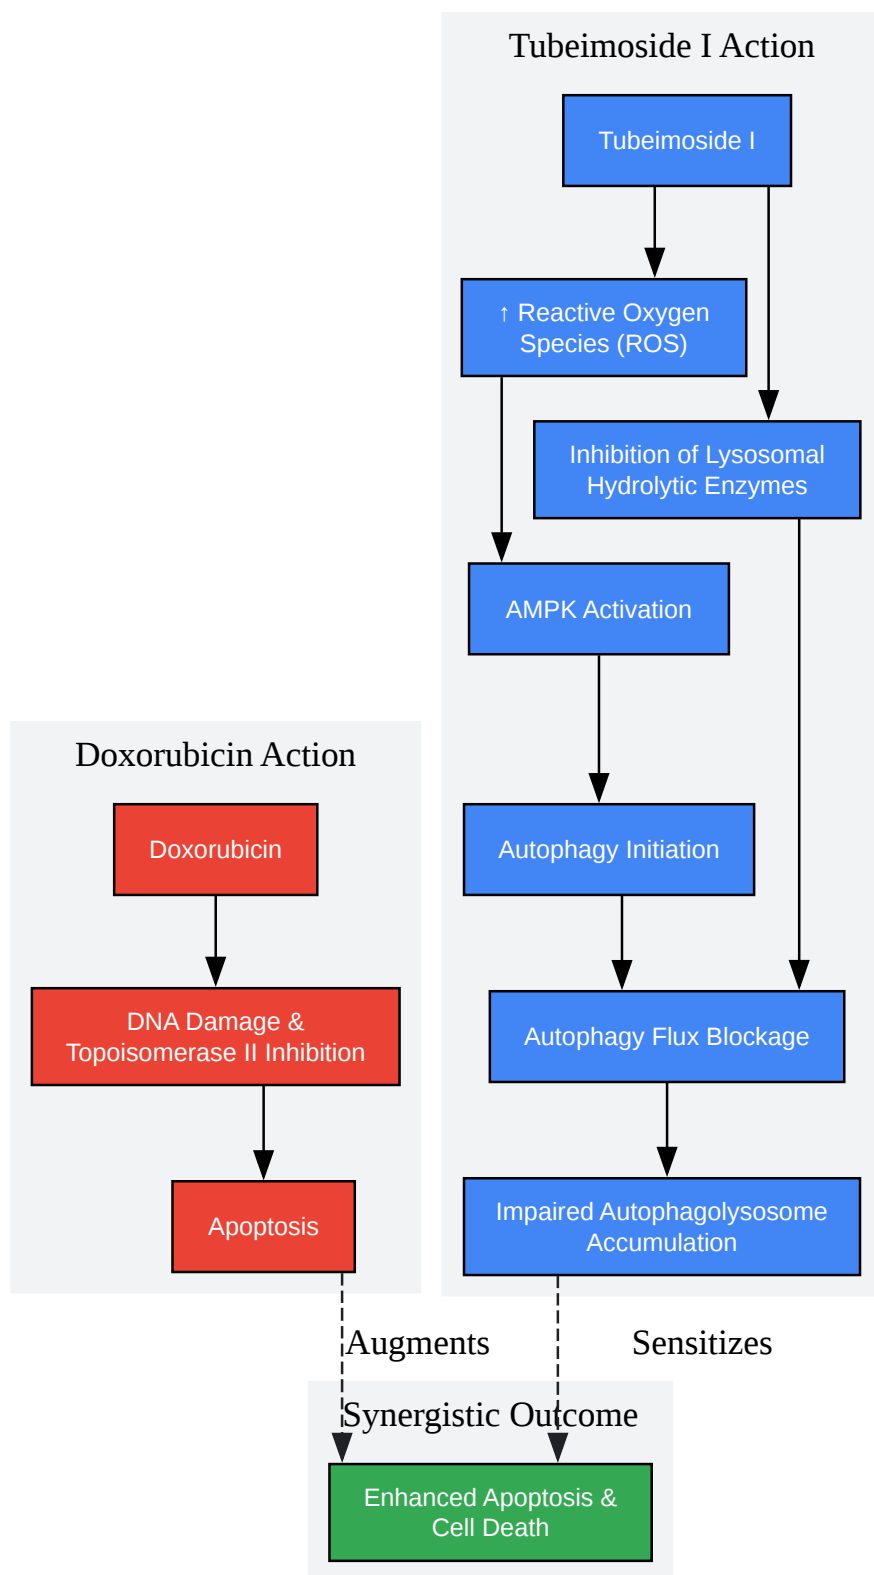 Tubeimoside I Action
Tubeimoside I
↑ Reactive Oxygen
Species (ROS)
Inhibition of Lysosomal
Hydrolytic Enzymes
AMPK Activation
Doxorubicin Action
Doxorubicin
Autophagy Initiation
DNA Damage &
Topoisomerase II Inhibition
Autophagy Flux Blockage
Apoptosis
Impaired Autophagolysosome
Accumulation
Augments
Sensitizes
Synergistic Outcome
Enhanced Apoptosis &
Cell Death